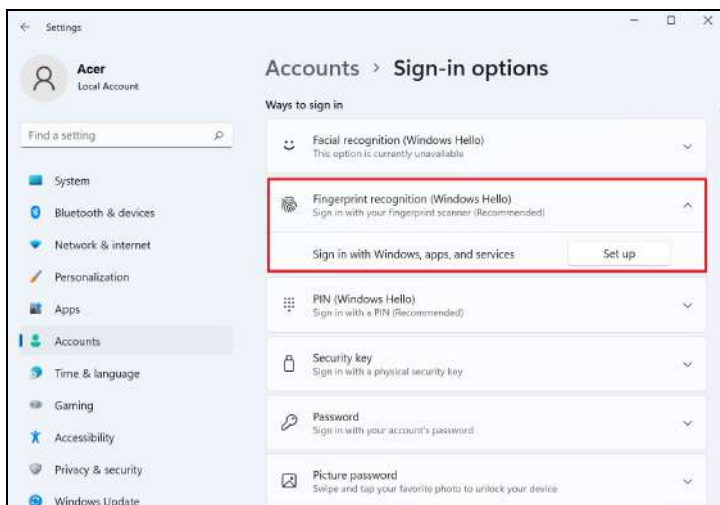 Settings
Acer
Local Account
Find a setting
System
Bluetooth & devices
Network & internet
Personalization
Apps
Accounts
Time & language
Gaming
Accessibility
Privacy & security
Windows Update
Accounts > Sign-in options
Ways to sign in
Facial recognition (Windows Hello)
This option is currently unavailable
Fingerprint recognition (Windows Hello)
Sign in with your fingerprint scanner (Recommended)
Sign in with Windows, apps, and services
Set up
PIN (Windows Hello)
Sign in with a PIN (Recommended)
Security key
Sign in with a physical security key
Password
Sign in with your account's password
Picture password
Swipe and tap your favorite photo to unlock your device